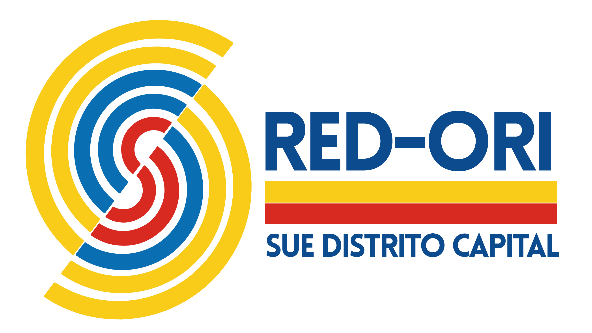 RED-ORI
SUE DISTRITO CAPITAL